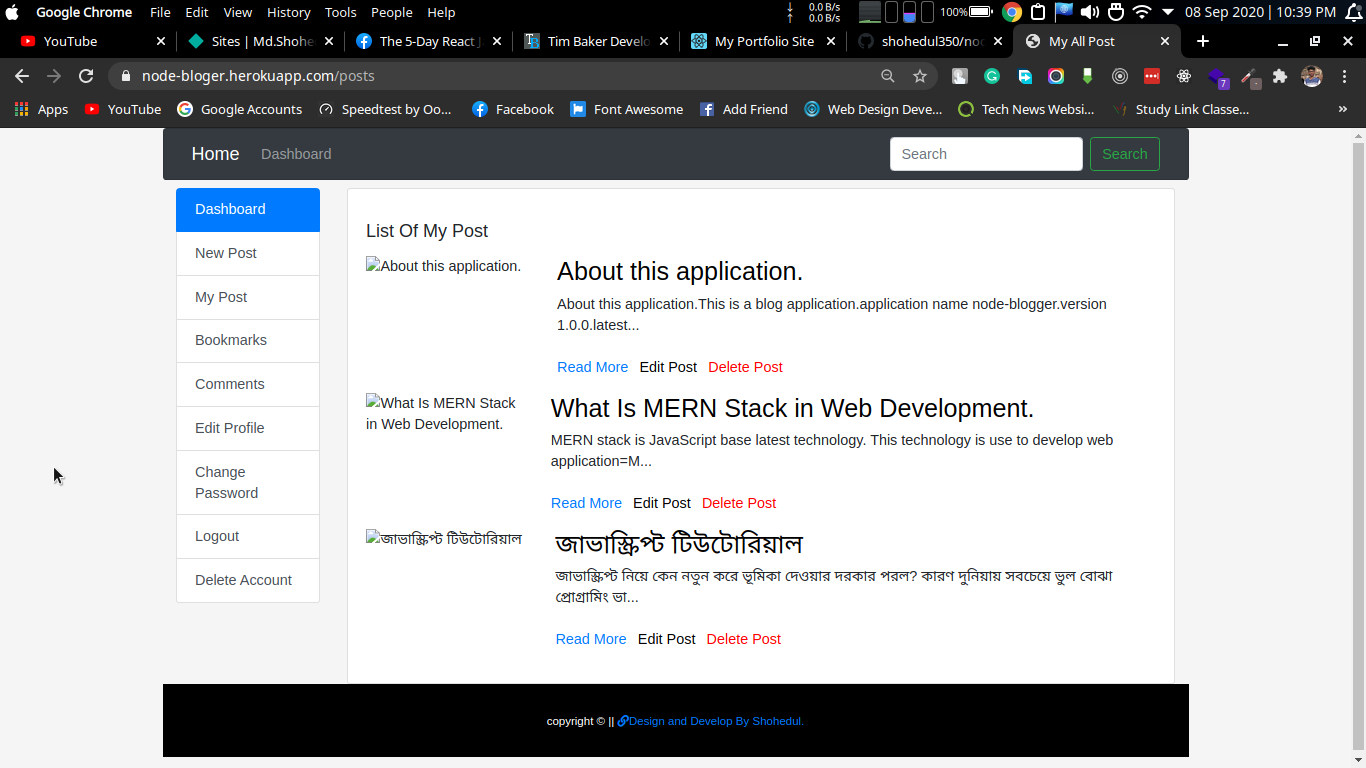 Google Chrome File Edit View History Tools People Help 0.0 B/s 0.0 B/s 100% 08 Sep 2020 | 10:39 PM
YouTube Sites | Md.Shohe The 5-Day React J Tim Baker Develo My Portfolio Site shohedul350/noc My All Post
node-bloger.herokuapp.com/posts 7
Apps YouTube Google Accounts Speedtest by Oo... Facebook Font Awesome Add Friend Web Design Deve... Tech News Websi... Study Link Classe... »
Home Dashboard Search Search
Dashboard
New Post
My Post
Bookmarks
Comments
Edit Profile
Change
Password
Logout
Delete Account
List Of My Post
About this application.
About this application.
About this application.This is a blog application.application name node-blogger.version
1.0.0.latest...
Read More Edit Post Delete Post
What Is MERN Stack
in Web Development.
What Is MERN Stack in Web Development.
MERN stack is JavaScript base latest technology. This technology is use to develop web
application=M...
Read More Edit Post Delete Post
জাভাস্ক্রিপ্ট টিউটোরিয়াল
জাভাস্ক্রিপ্ট টিউটোরিয়াল
জাভাস্ক্রিপ্ট নিয়ে কেন নতুন করে ভূমিকা দেওয়ার দরকার পরল? কারণ দুনিয়ায় সবচেয়ে ভুল বোঝা
প্রোগ্রামিং ভা...
Read More Edit Post Delete Post
copyright © || Design and Develop By Shohedul.